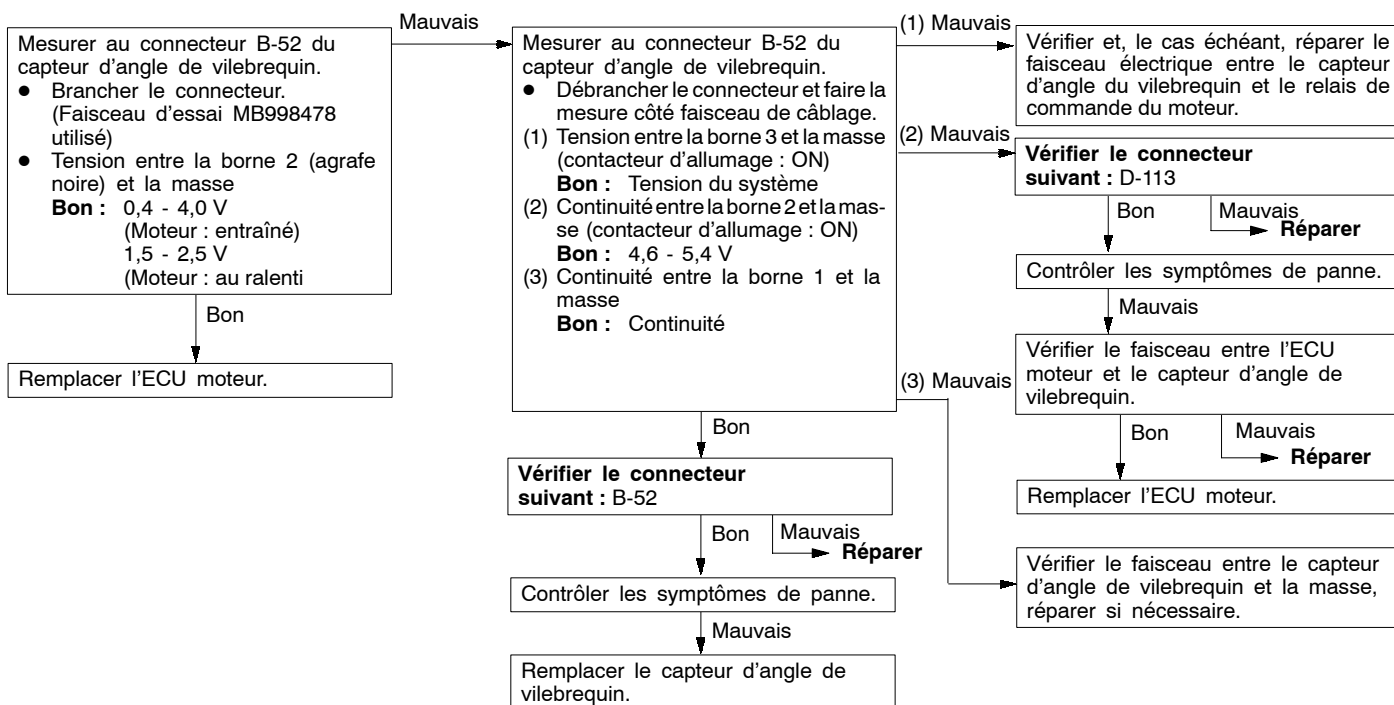 Mauvais
Mesurer au connecteur B-52 du
capteur d'angle de vilebrequin.
● Brancher le connecteur.
(Faisceau d'essai MB998478
utilisé)
● Tension entre la borne 2 (agrafe
noire) et la masse
Bon : 0,4 - 4,0 V
(Moteur : entraîné)
1,5 - 2,5 V
(Moteur : au ralenti
Bon
Remplacer l'ECU moteur.
Mesurer au connecteur B-52 du
capteur d'angle de vilebrequin.
● Débrancher le connecteur et faire la
mesure côté faisceau de câblage.
(1) Tension entre la borne 3 et la masse
(contacteur d'allumage : ON)
Bon : Tension du système
(2) Continuité entre la borne 2 et la mas-
se (contacteur d'allumage : ON)
Bon : 4,6 - 5,4 V
(3) Continuité entre la borne 1 et la
masse
Bon : Continuité
Bon
Vérifier le connecteur
suivant : B-52
Bon
Mauvais
Réparer
Contrôler les symptômes de panne.
Mauvais
Remplacer le capteur d'angle de
vilebrequin.
(1) Mauvais
Vérifier et, le cas échéant, réparer le
faisceau électrique entre le capteur
d'angle du vilebrequin et le relais de
commande du moteur.
(2) Mauvais
Vérifier le connecteur
suivant : D-113
Bon
Mauvais
Réparer
Contrôler les symptômes de panne.
Mauvais
Vérifier le faisceau entre l'ECU
moteur et le capteur d'angle de
vilebrequin.
Bon
Mauvais
Réparer
Remplacer l'ECU moteur.
(3) Mauvais
Vérifier le faisceau entre le capteur
d'angle de vilebrequin et la masse,
réparer si nécessaire.